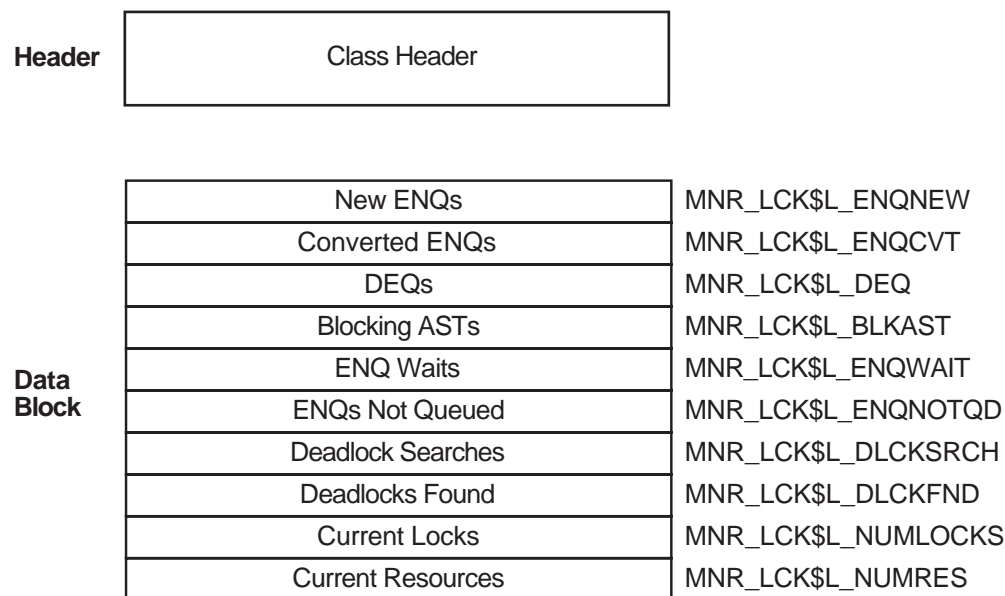 Header Class Header
New ENQs MNR_LCK$L_ENQNEW
Converted ENQs MNR_LCK$L_ENQCVT
DEQs MNR_LCK$L_DEQ
Blocking ASTs MNR_LCK$L_BLKAST
Data
Block
ENQ Waits MNR_LCK$L_ENQWAIT
ENQs Not Queued MNR_LCK$L_ENQNOTQD
Deadlock Searches MNR_LCK$L_DLCKSRCH
Deadlocks Found MNR_LCK$L_DLCKFND
Current Locks MNR_LCK$L_NUMLOCKS
Current Resources MNR_LCK$L_NUMRES